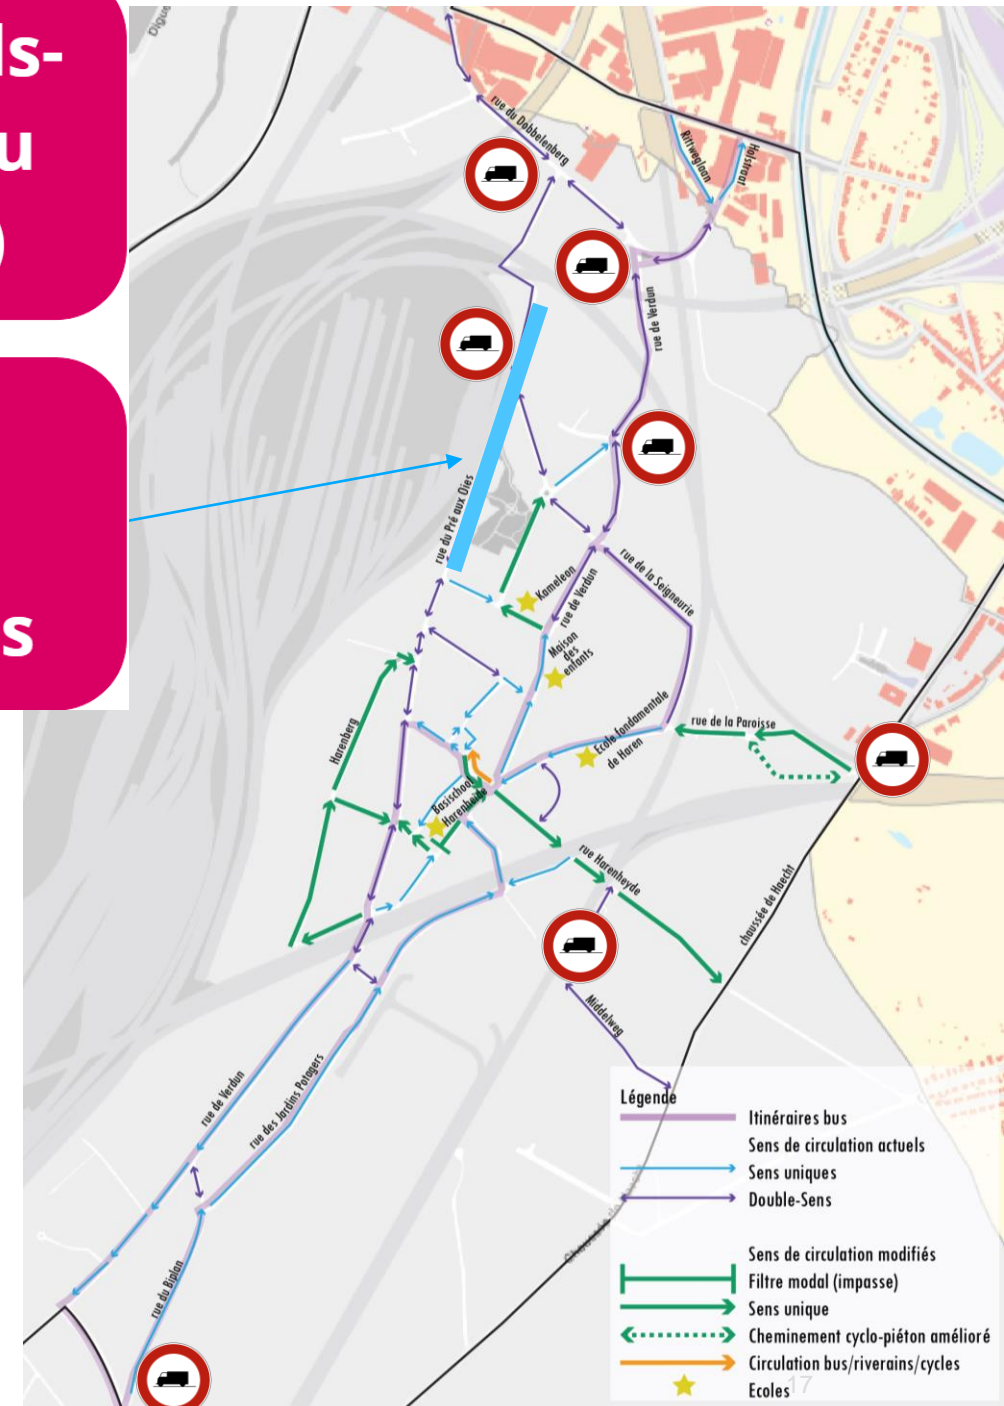 ls-
u
)
s
Digue
rue du Dobbelenberg
Rittweglaan
Holstraat
rue de Verdun
rue du Pré aux Oies
rue de la Seigneurie
Kameleon
rue de Verdun
Maison
des
enfants
Ecole fondamentale
de Haren
rue de la Paroisse
Harenberg
Basischool
Harenheide
rue Harenheyde
chaussée de Haecht
Middelweg
rue de Verdun
rue des Jardins Potagers
rue du Biplan
Légende
Itinéraires bus
Sens de circulation actuels
Sens uniques
Double-Sens
Sens de circulation modifiés
Filtre modal (impasse)
Sens unique
Cheminement cyclo-piéton amélioré
Circulation bus/riverains/cycles
Ecoles
17